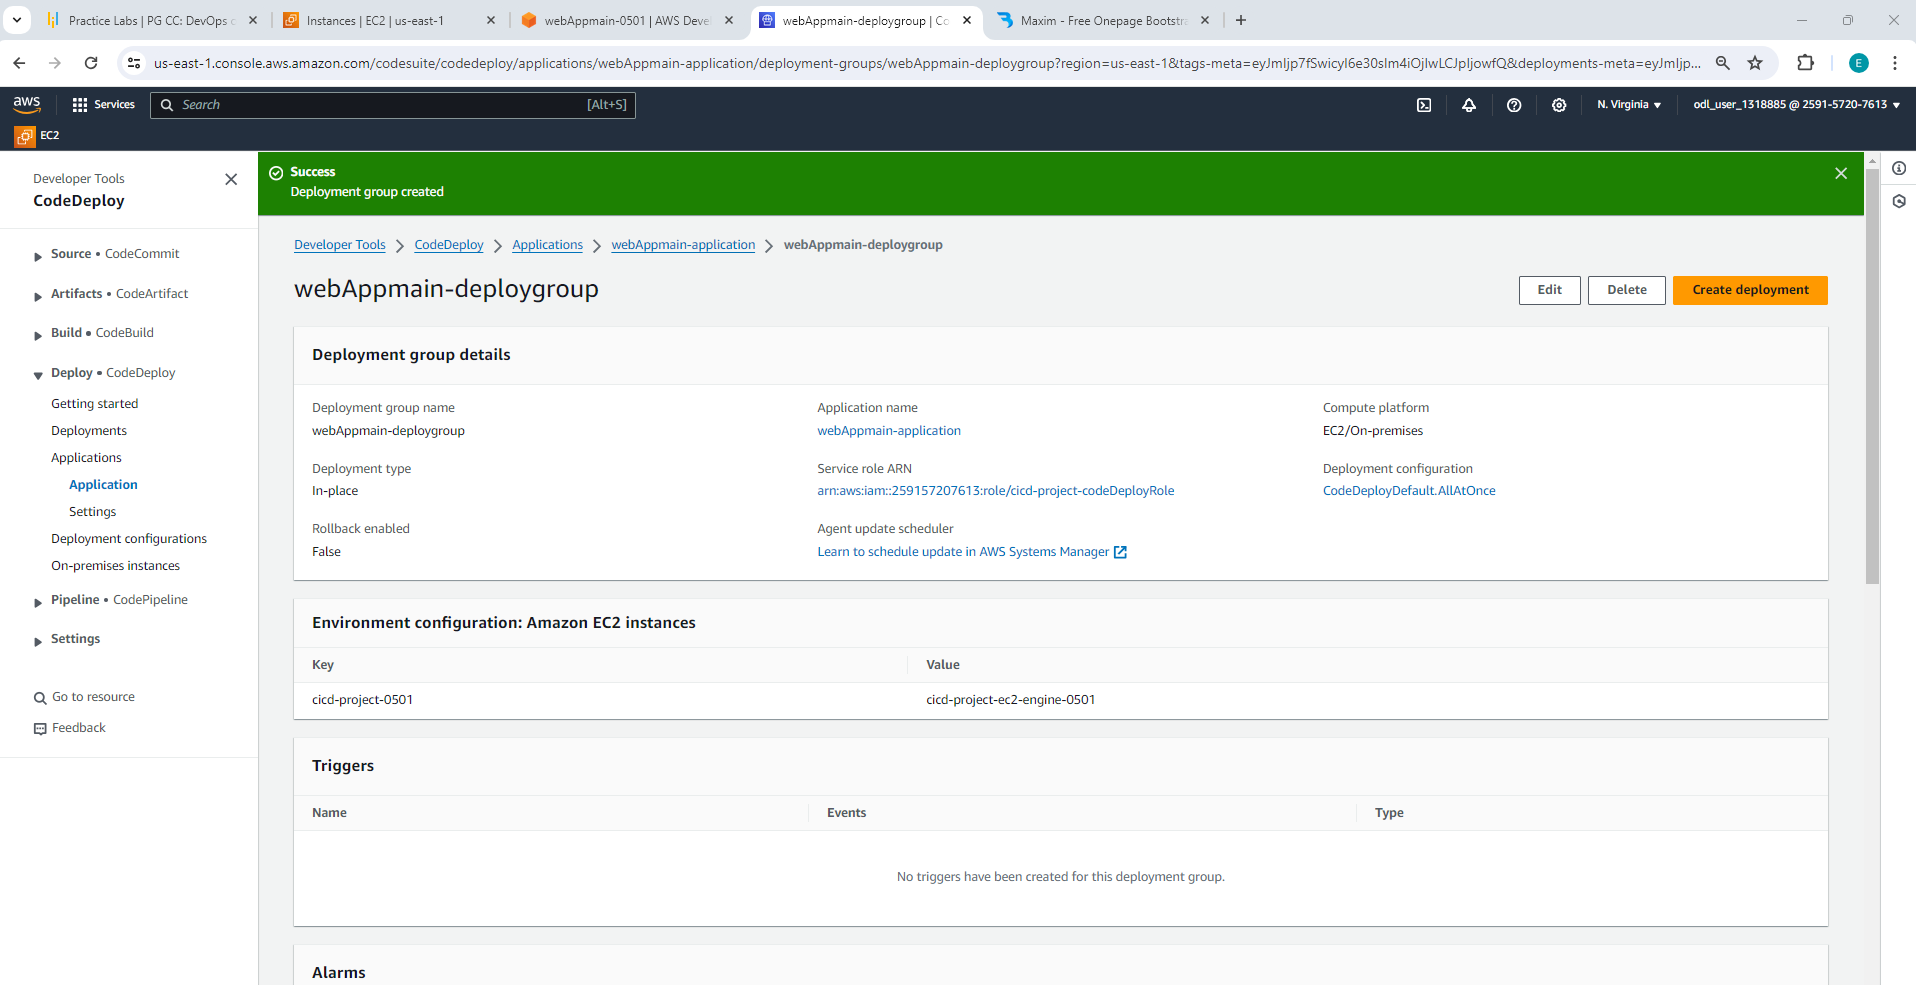 Practice Labs | PG CC: DevOps
Instances | EC2 | us-east-1
webAppmain-0501 | AWS Deve
webAppmain-deploygroup | Co
Maxim - Free Onepage Bootstra
us-east-1.console.aws.amazon.com/codesuite/codedeploy/applications/webAppmain-application/deployment-groups/webAppmain-deploygroup?region=us-east-1&tags-meta=eyJmIjp7fSwicyI6e30sIm4iOjIwLCJpIjowfQ&deployments-meta=eyJmIjp...
E
aws
Services
Search
[Alt+S]
N. Virginia
odl_user_1318885 @ 2591-5720-7613
EC2
Developer Tools
CodeDeploy
Source • CodeCommit
Artifacts • CodeArtifact
Build • CodeBuild
Deploy • CodeDeploy
Getting started
Deployments
Applications
Application
Settings
Deployment configurations
On-premises instances
Pipeline • CodePipeline
Settings
Go to resource
Feedback
Success
Deployment group created
Developer Tools
CodeDeploy
Applications
webAppmain-application
webAppmain-deploygroup
webAppmain-deploygroup
Edit
Delete
Create deployment
Deployment group details
Deployment group name
webAppmain-deploygroup
Application name
webAppmain-application
Compute platform
EC2/On-premises
Deployment type
In-place
Service role ARN
arn:aws:iam::259157207613:role/cicd-project-codeDeployRole
Deployment configuration
CodeDeployDefault.AllAtOnce
Rollback enabled
False
Agent update scheduler
Learn to schedule update in AWS Systems Manager
Environment configuration: Amazon EC2 instances
Key
Value
cicd-project-0501
cicd-project-ec2-engine-0501
Triggers
Name
Events
Type
No triggers have been created for this deployment group.
Alarms